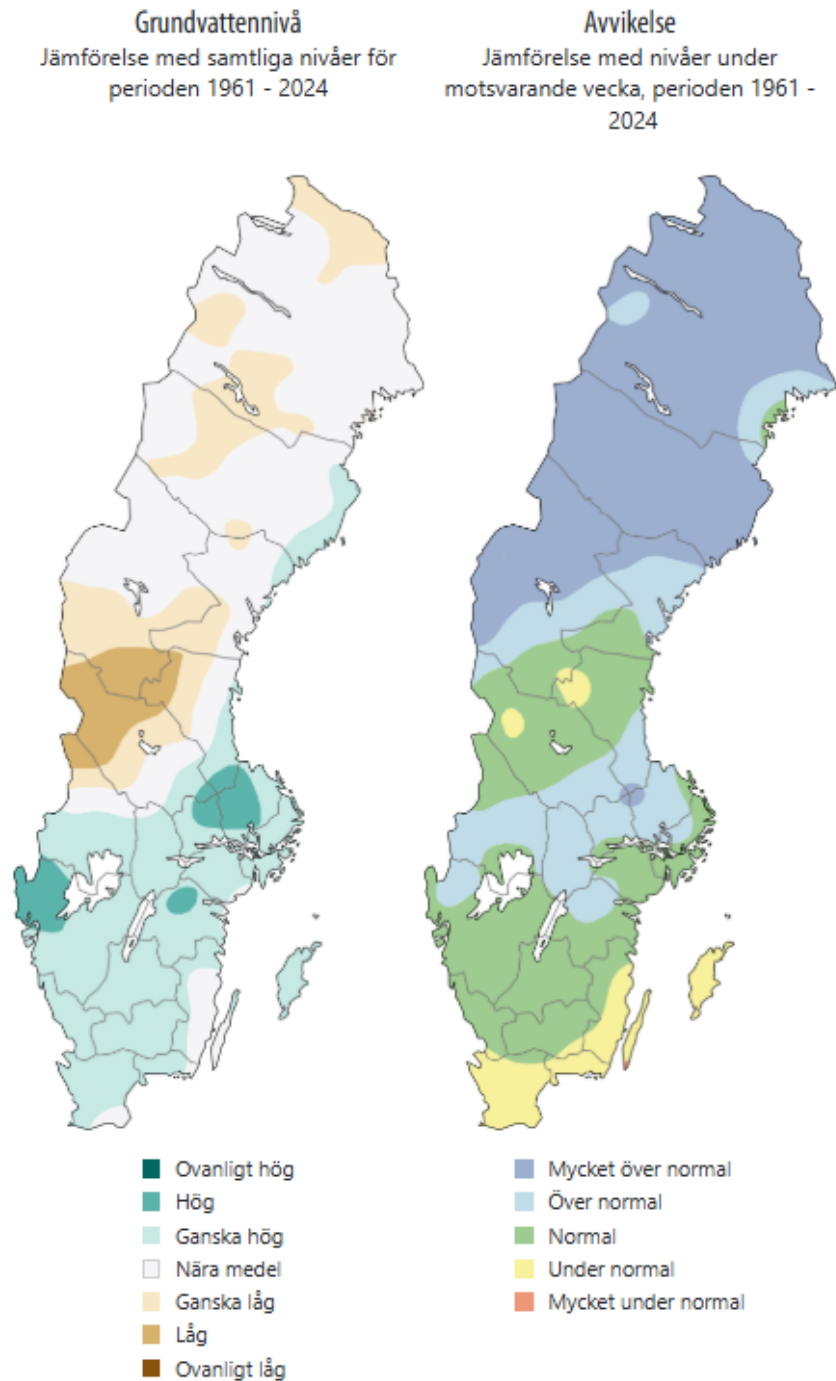 Grundvattennivå
Jämförelse med samtliga nivåer för
perioden 1961 - 2024
Avvikelse
Jämförelse med nivåer under
motsvarande vecka, perioden 1961 -
2024
Ovanligt hög
Hög
Ganska hög
Nära medel
Ganska låg
Låg
Ovanligt låg
Mycket över normal
Över normal
Normal
Under normal
Mycket under normal